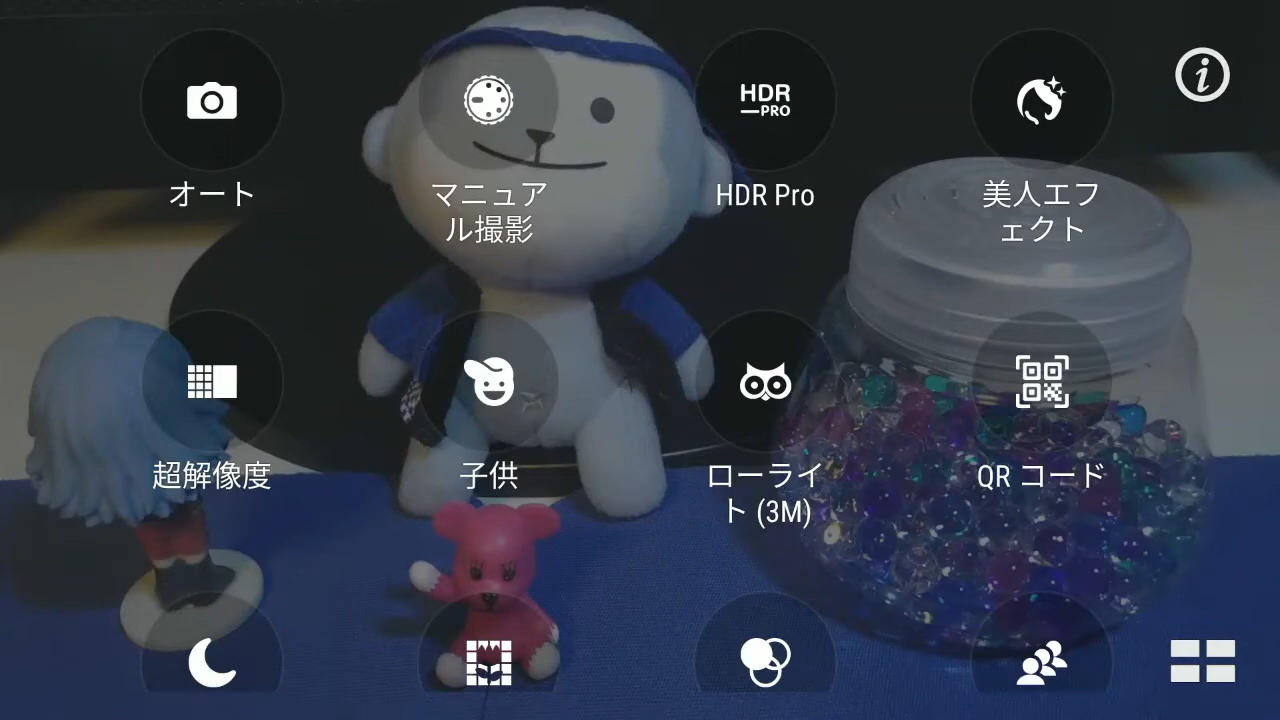 HDR
PRO
オート
マニュア
ル撮影
HDR Pro
美人エフ
ェクト
超解像度
子供
ローライ
ト (3M)
QR コード